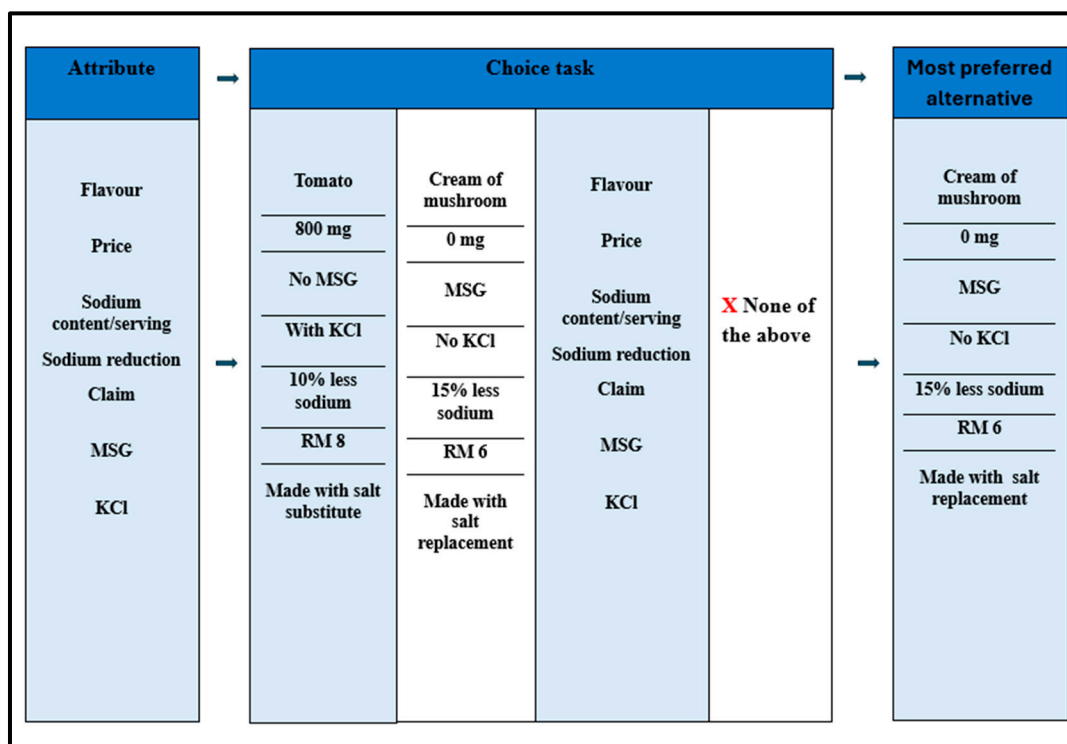 Attribute
Choice task
Most preferred
alternative
Flavour
Price
Sodium
content/serving
Sodium reduction
Claim
MSG
KCl
Tomato
800 mg
No MSG
With KCl
10% less
sodium
RM 8
Made with salt
substitute
Cream of
mushroom
0 mg
MSG
No KCl
15% less
sodium
RM 6
Made with
salt
replacement
Flavour
Price
Sodium
content/serving
Sodium reduction
Claim
MSG
KCl
X None of
the above
Cream of
mushroom
0 mg
MSG
No KCl
15% less sodium
RM 6
Made with salt
replacement